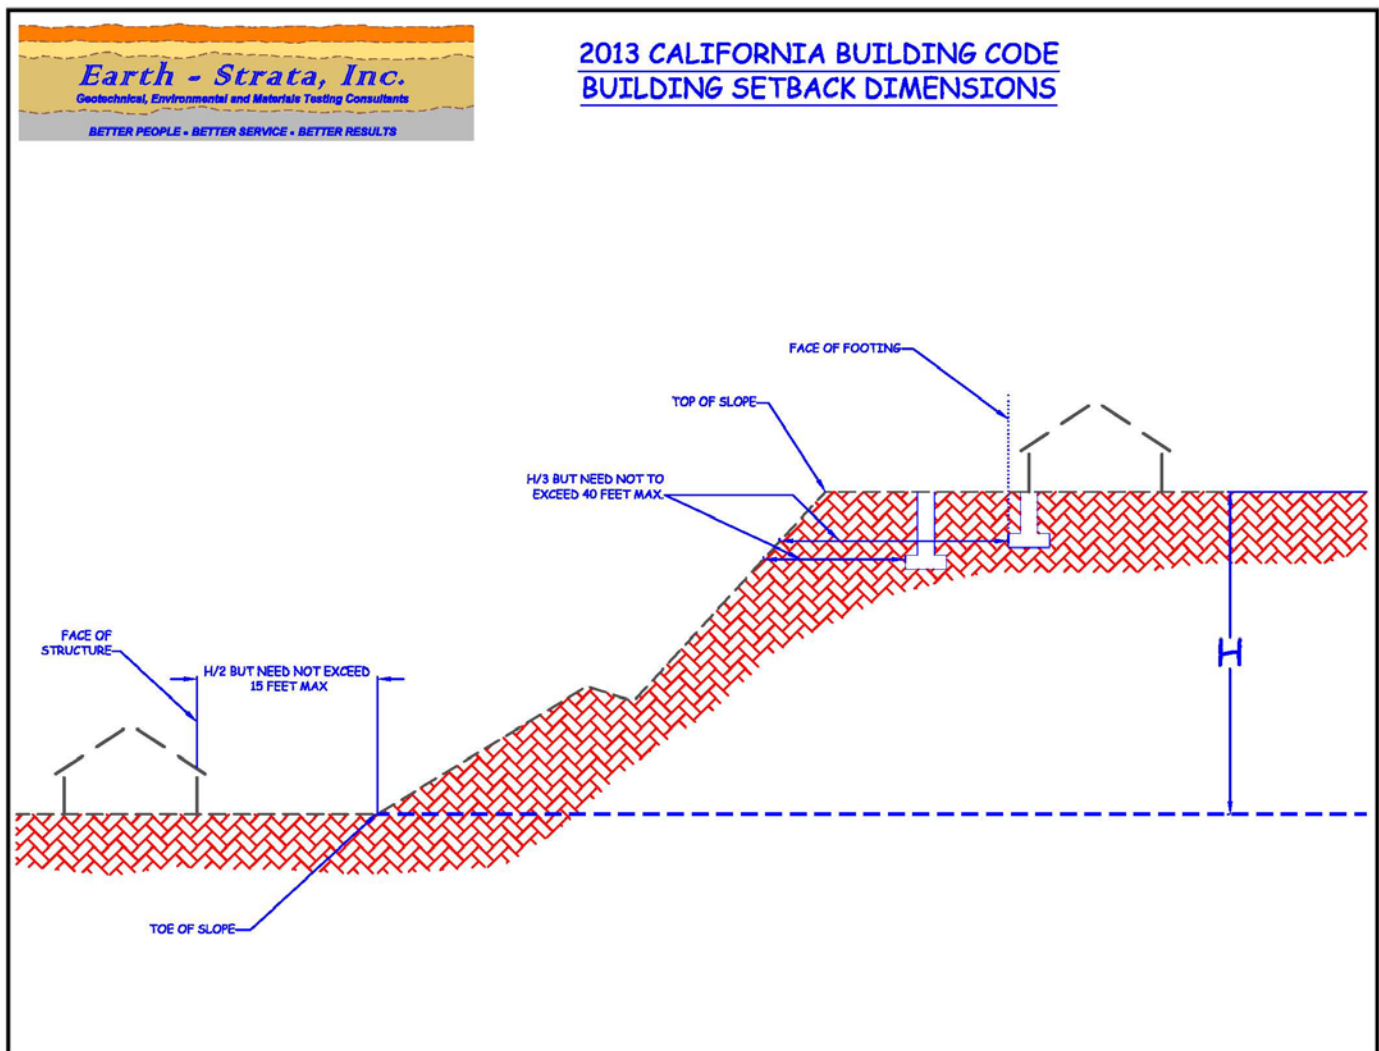 Earth - Strata, Inc.
Geotechnical, Environmental and Materials Testing Consultants
BETTER PEOPLE • BETTER SERVICE • BETTER RESULTS
2013 CALIFORNIA BUILDING CODE
BUILDING SETBACK DIMENSIONS
FACE OF FOOTING
TOP OF SLOPE
H/3 BUT NEED NOT TO
EXCEED 40 FEET MAX.
FACE OF
STRUCTURE
H/2 BUT NEED NOT EXCEED
15 FEET MAX
H
TOE OF SLOPE